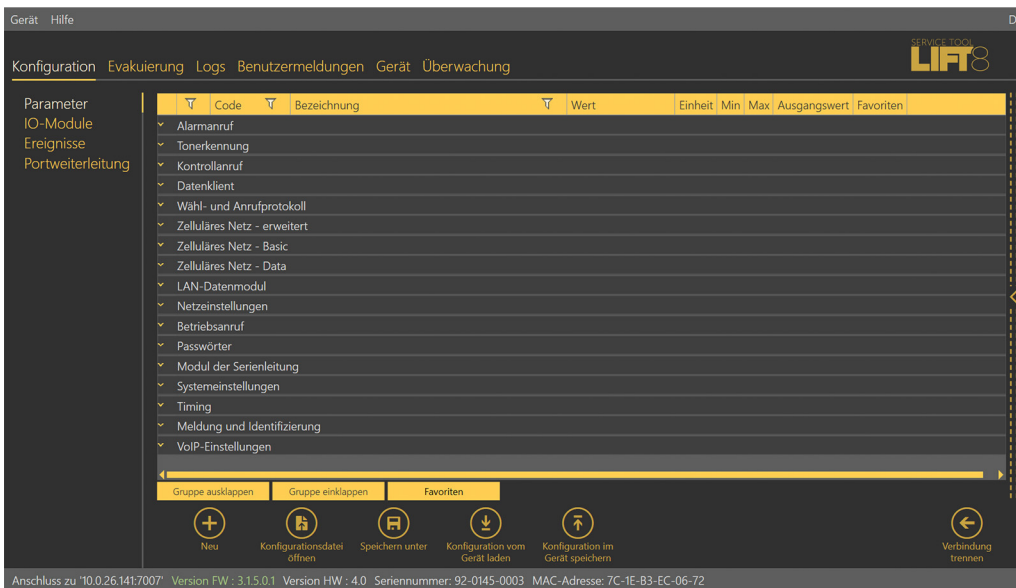 Gerät Hilfe
D
SERVICE TOOL
LIFT8
Konfiguration Evakuierung Logs Benutzermeldungen Gerät Überwachung
Parameter
IO-Module
Ereignisse
Portweiterleitung
Code Bezeichnung Wert Einheit Min Max Ausgangswert Favoriten
Alarmanruf
Tonerkennung
Kontrollanruf
Datenklient
Wähl- und Anrufprotokoll
Zelluläres Netz - erweitert
Zelluläres Netz - Basic
Zelluläres Netz - Data
LAN-Datenmodul
Netzeinstellungen
Betriebsanruf
Passwörter
Modul der Serienleitung
Systemeinstellungen
Timing
Meldung und Identifizierung
VoIP-Einstellungen
Gruppe ausklappen Gruppe einklappen Favoriten
Neu
Konfigurationsdatei
öffnen
Speichern unter
Konfiguration vom
Gerät laden
Konfiguration im
Gerät speichern
Verbindung
trennen
Anschluss zu '10.0.26.141:7007' Version FW : 3.1.5.0.1 Version HW : 4.0 Seriennummer: 92-0145-0003 MAC-Adresse: 7C-1E-B3-EC-06-72